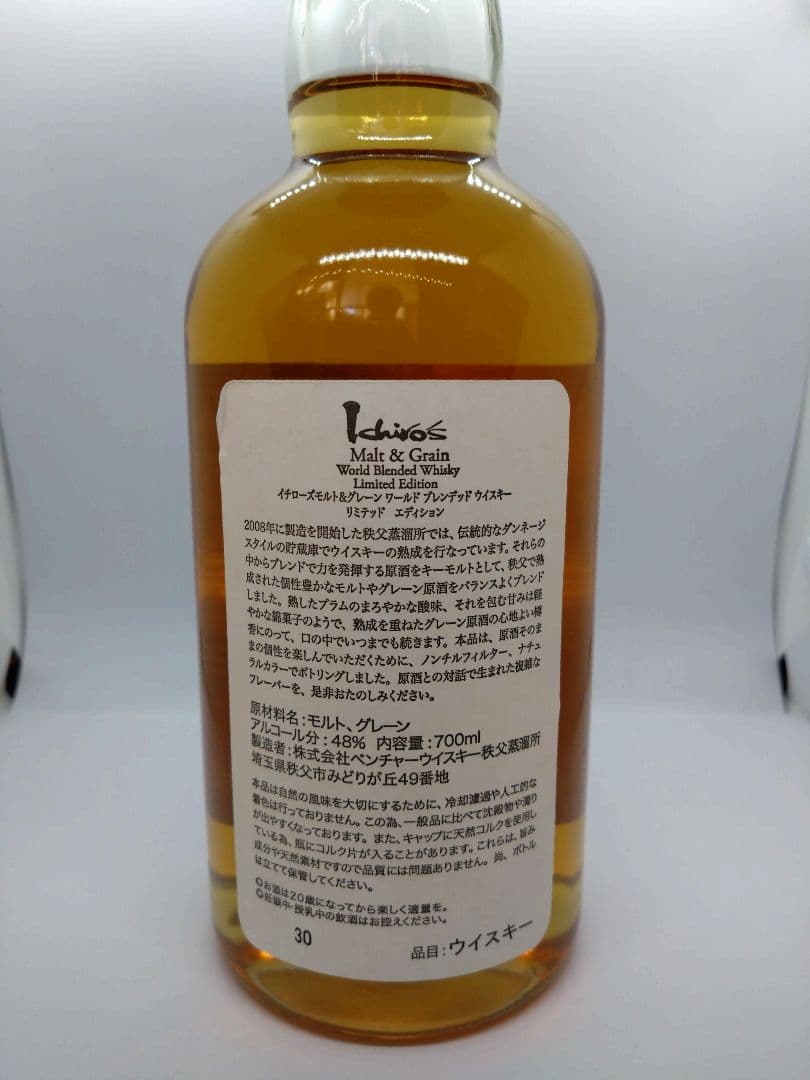 Ichiro's
Malt & Grain
World Blended Whisky
Limited Edition
イチローズモルト&グレーン ワールド ブレンデッド ウイスキー
リミテッド エディション
2008年に製造を開始した秩父蒸溜所では、伝統的なダンネージ
スタイルの貯蔵庫でウイスキーの熟成を行なっています。それらの
中からブレンドで力を発揮する原酒をキーモルトとして、秩父で熟
成された個性豊かなモルトやグレーン原酒をバランスよくブレンド
しました。熟したプラムのまろやかな酸味、それを包む甘みは軽
やかな綿菓子のようで、熟成を重ねたグレーン原酒の心地よい樽
香にのって、口の中でいつまでも続きます。本品は、原酒そのま
まの個性を楽しんでいただくために、ノンチルフィルター、ナチュ
ラルカラーでボトリングしました。原酒との対話で生まれた複雑な
フレーバーを、是非おたのしみください。
原材料名:モルト、グレーン
アルコール分:48% 内容量:700ml
製造者:株式会社ベンチャーウイスキー秩父蒸溜所
埼玉県秩父市みどりが丘49番地
本品は自然の風味を大切にするために、冷却濾過や人工的な
着色は行っておりません。この為、一般品に比べて沈殿物や濁り
が出やすくなっております。また、キャップに天然コルクを使用し
ている為、瓶にコルク片が入ることがあります。これらは、旨み
成分や天然素材ですので品質には問題ありません。尚、ボトル
は立てて保管してください。
◎お酒は20歳になってから楽しく適量を。
◎妊娠中・授乳中の飲酒はお控えください。
30
品目:ウイスキー